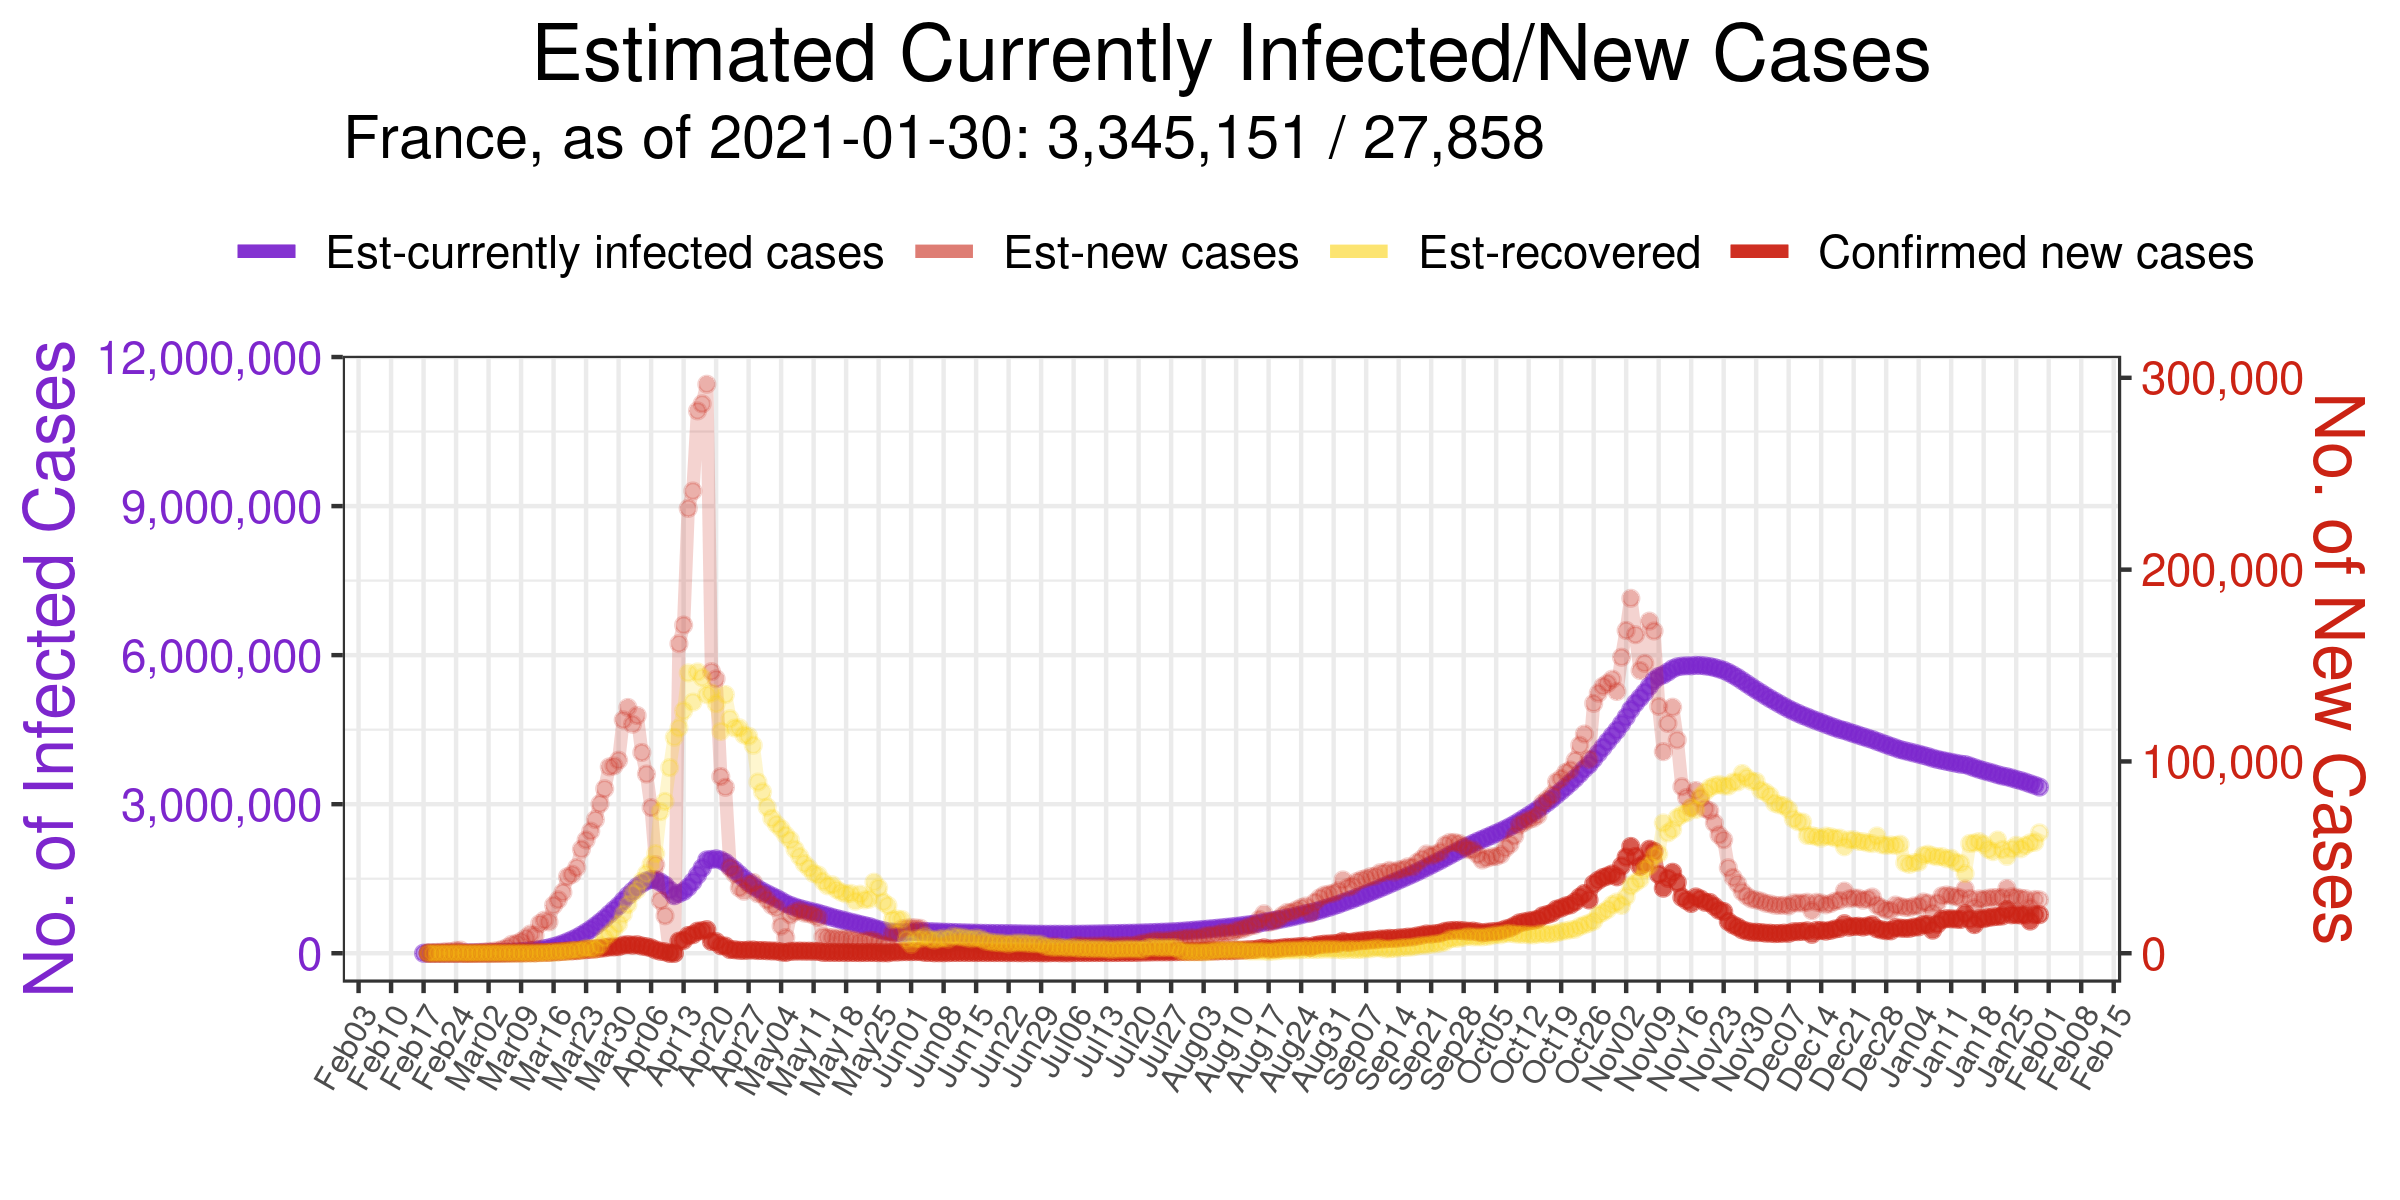 Estimated Currently Infected/New Cases
France, as of 2021-01-30: 3,345,151 / 27,858
Est-currently infected cases
Est-new cases
Est-recovered
Confirmed new cases
No. of Infected Cases
12,000,000
9,000,000
6,000,000
3,000,000
0
300,000
200,000
100,000
0
No. of New Cases
Feb03
Feb10
Feb17
Feb24
Mar02
Mar09
Mar16
Mar23
Mar30
Apr06
Apr13
Apr20
Apr27
May04
May11
May18
May25
Jun01
Jun08
Jun15
Jun22
Jun29
Jul06
Jul13
Jul20
Jul27
Aug03
Aug10
Aug17
Aug24
Aug31
Sep07
Sep14
Sep21
Sep28
Oct05
Oct12
Oct19
Oct26
Nov02
Nov09
Nov16
Nov23
Nov30
Dec07
Dec14
Dec21
Dec28
Jan04
Jan11
Jan18
Jan25
Feb01
Feb08
Feb15